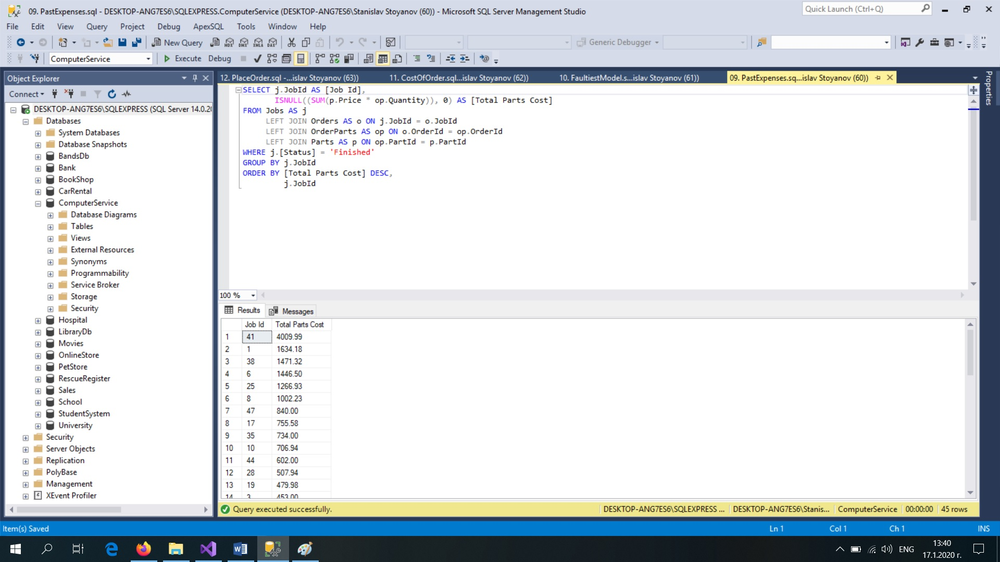 09. PastExpenses.sql - DESKTOP-ANG7ES6\SQLEXPRESS.ComputerService (DESKTOP-ANG7ES6\Stanislav Stoyanov (60)) - Microsoft SQL Server Management Studio
Quick Launch (Ctrl+Q)
File Edit View Query Project Debug ApexSQL Tools Window Help
New Query MDX DMX XMLA DAX Generic Debugger
ComputerService Execute Debug
Object Explorer
Connect
DESKTOP-ANG7ES6\SQLEXPRESS (SQL Server 14.0.20
Databases
System Databases
Database Snapshots
BandsDb
Bank
BookShop
CarRental
ComputerService
Database Diagrams
Tables
Views
External Resources
Synonyms
Programmability
Service Broker
Storage
Security
Hospital
LibraryDb
Movies
OnlineStore
PetStore
RescueRegister
Sales
School
StudentSystem
University
Security
Server Objects
Replication
PolyBase
Management
XEvent Profiler
12. PlaceOrder.sql -...islav Stoyanov (63)) 11. CostOfOrder.sql...islav Stoyanov (62)) 10. FaultiestModel.s...islav Stoyanov (61)) 09. PastExpenses.sq...islav Stoyanov (60))
Properties
SELECT j.JobId AS [Job Id],
ISNULL((SUM(p.Price * op.Quantity)), 0) AS [Total Parts Cost]
FROM Jobs AS j
LEFT JOIN Orders AS o ON j.JobId = o.JobId
LEFT JOIN OrderParts AS op ON o.OrderId = op.OrderId
LEFT JOIN Parts AS p ON op.PartId = p.PartId
WHERE j.[Status] = 'Finished'
GROUP BY j.JobId
ORDER BY [Total Parts Cost] DESC,
j.JobId
100 %
Results Messages
Job Id Total Parts Cost
1 41 4009.99
2 1 1634.18
3 38 1471.32
4 6 1446.50
5 25 1266.93
6 8 1002.23
7 47 840.00
8 17 755.58
9 35 734.00
10 10 706.94
11 44 602.00
12 28 507.94
13 19 479.98
14 3 453.00
Query executed successfully. DESKTOP-ANG7ES6\SQLEXPRESS ... DESKTOP-ANG7ES6\Stanis... ComputerService 00:00:00 45 rows
Item(s) Saved Ln 1 Col 1 Ch 1 INS
ENG 13:40
17.1.2020 г.